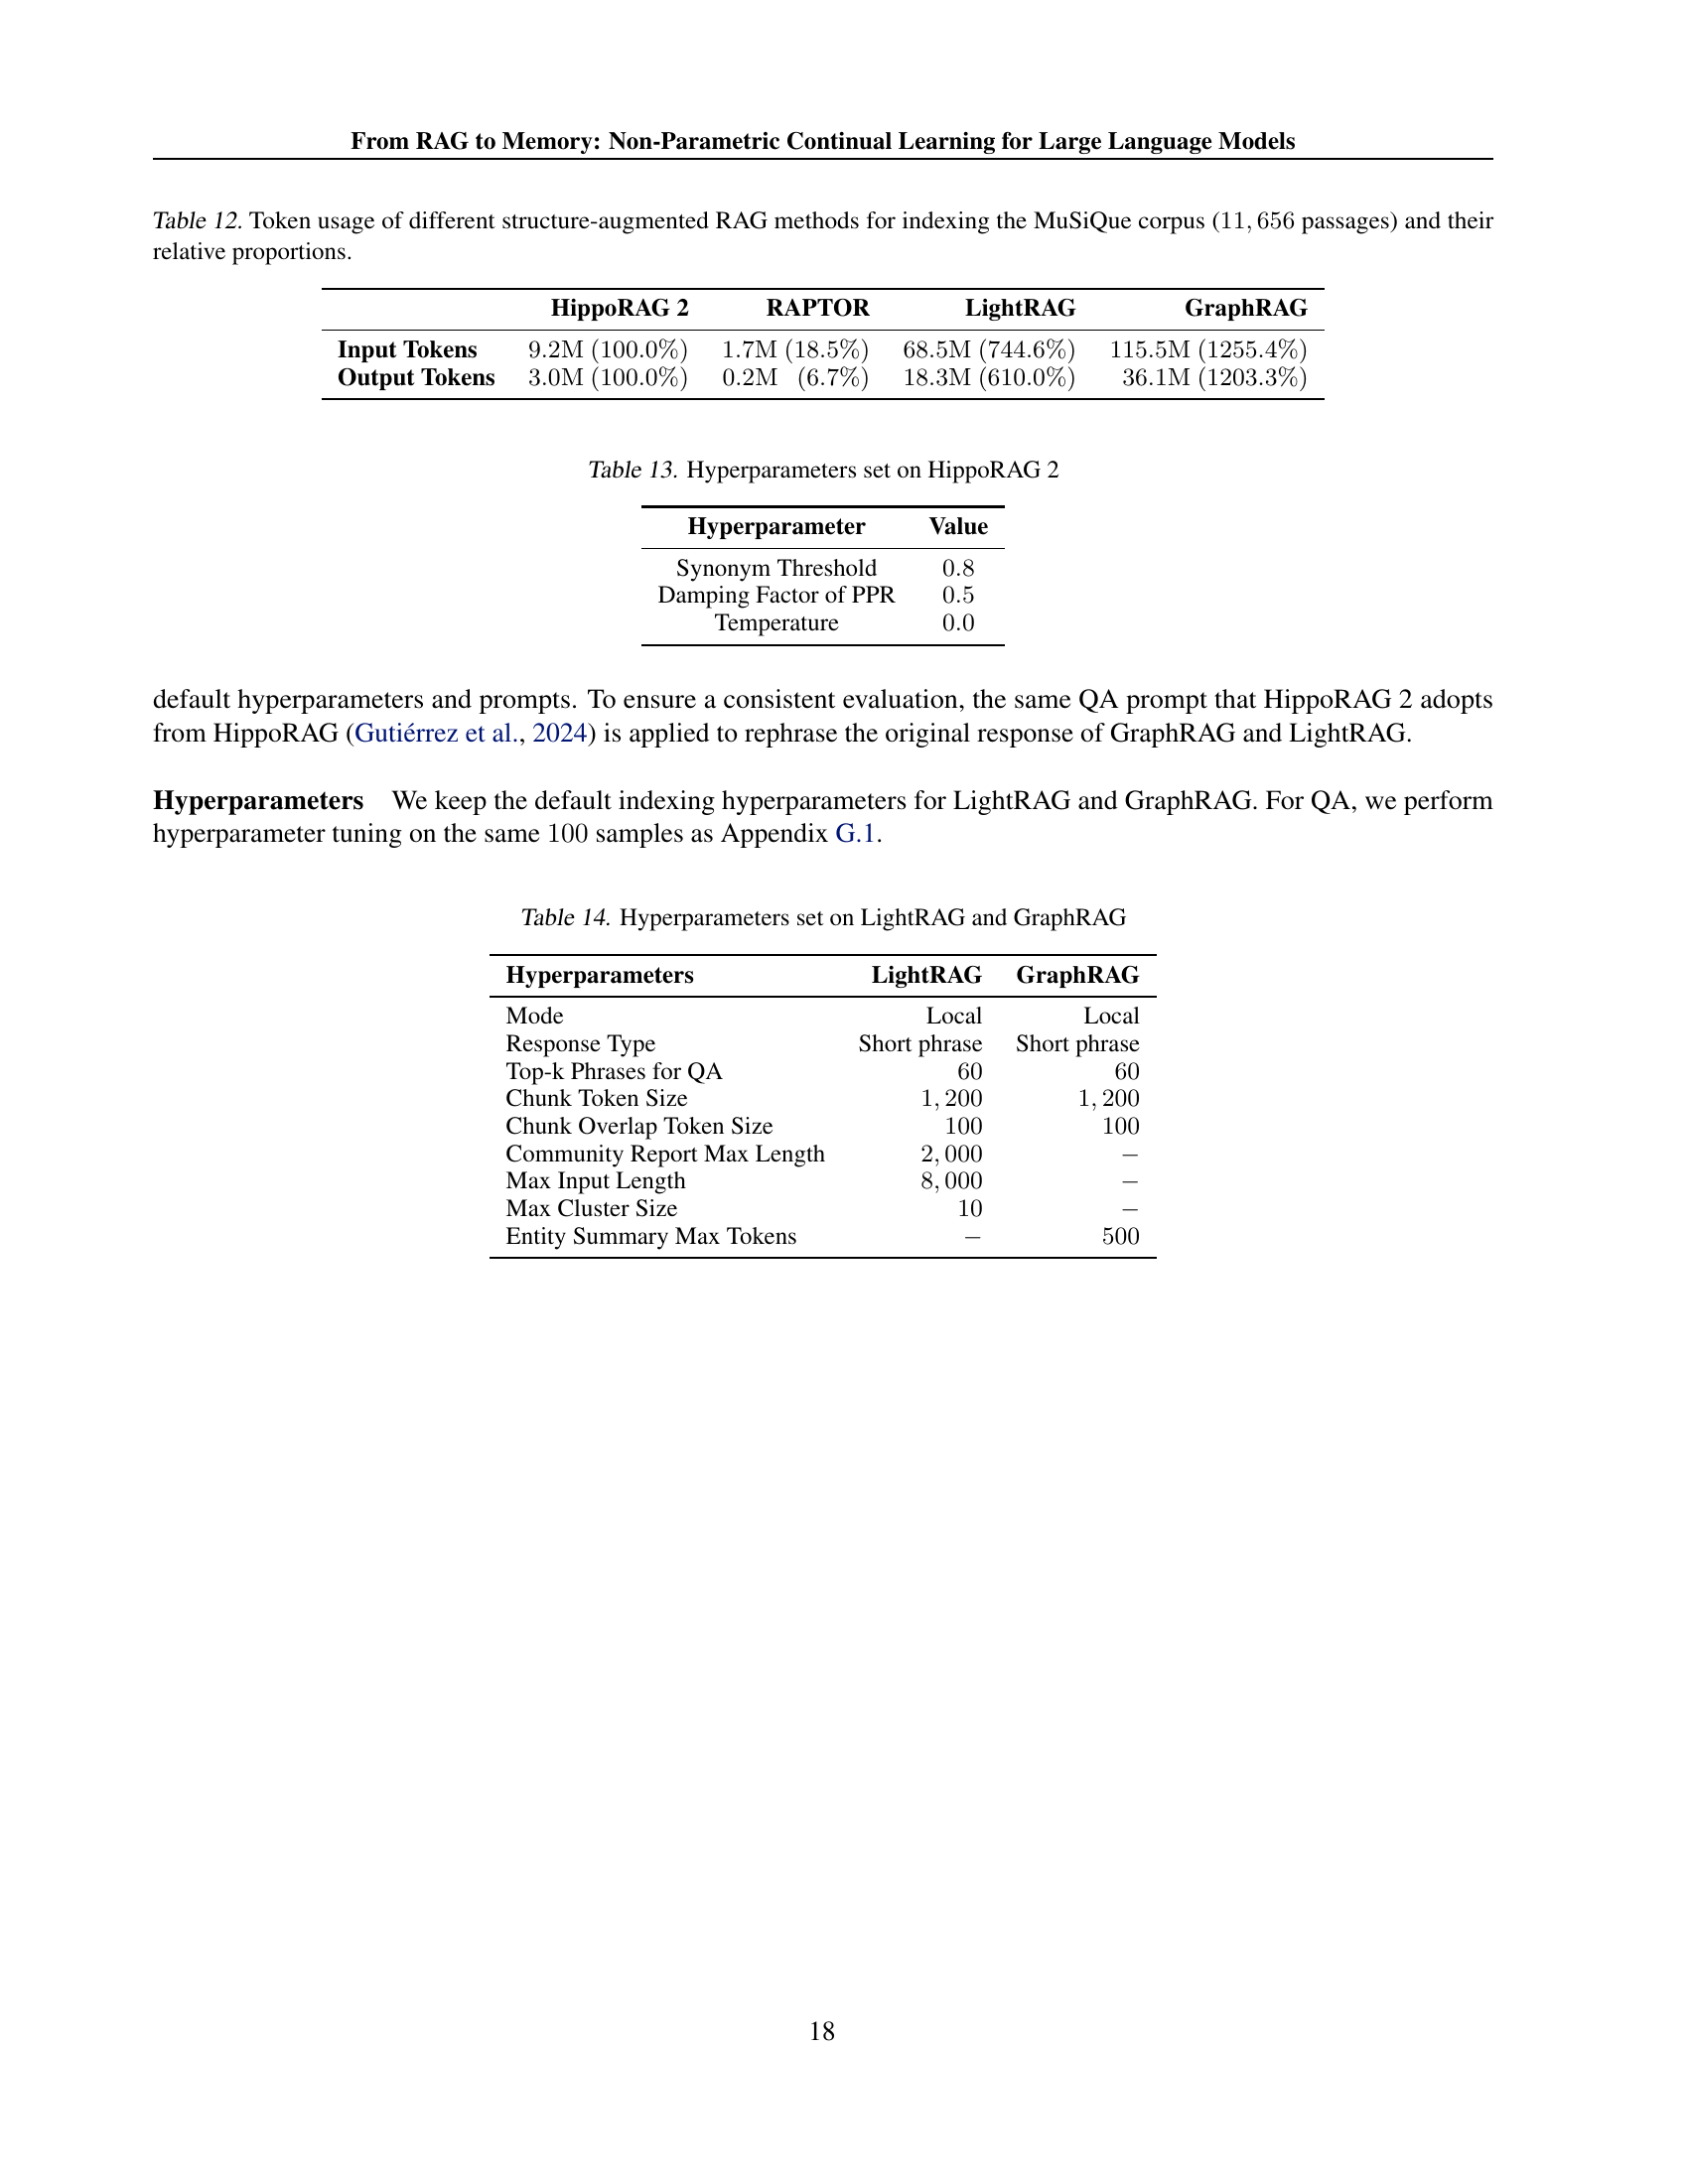 From RAG to Memory: Non-Parametric Continual Learning for Large Language Models
Table 12. Token usage of different structure-augmented RAG methods for indexing the MuSiQue corpus (11, 656 passages) and their
relative proportions.
HippoRAG 2 RAPTOR LightRAG GraphRAG
Input Tokens 9.2M (100.0%) 1.7M (18.5%) 68.5M (744.6%) 115.5M (1255.4%)
Output Tokens 3.0M (100.0%) 0.2M (6.7%) 18.3M (610.0%) 36.1M (1203.3%)
Table 13. Hyperparameters set on HippoRAG 2
Hyperparameter Value
Synonym Threshold 0.8
Damping Factor of PPR 0.5
Temperature 0.0
default hyperparameters and prompts. To ensure a consistent evaluation, the same QA prompt that HippoRAG 2 adopts
from HippoRAG (Gutiérrez et al., 2024) is applied to rephrase the original response of GraphRAG and LightRAG.
Hyperparameters We keep the default indexing hyperparameters for LightRAG and GraphRAG. For QA, we perform
hyperparameter tuning on the same 100 samples as Appendix G.1.
Table 14. Hyperparameters set on LightRAG and GraphRAG
Hyperparameters LightRAG GraphRAG
Mode Local Local
Response Type Short phrase Short phrase
Top-k Phrases for QA 60 60
Chunk Token Size 1, 200 1, 200
Chunk Overlap Token Size 100 100
Community Report Max Length 2, 000 –
Max Input Length 8, 000 –
Max Cluster Size 10 –
Entity Summary Max Tokens – 500
18